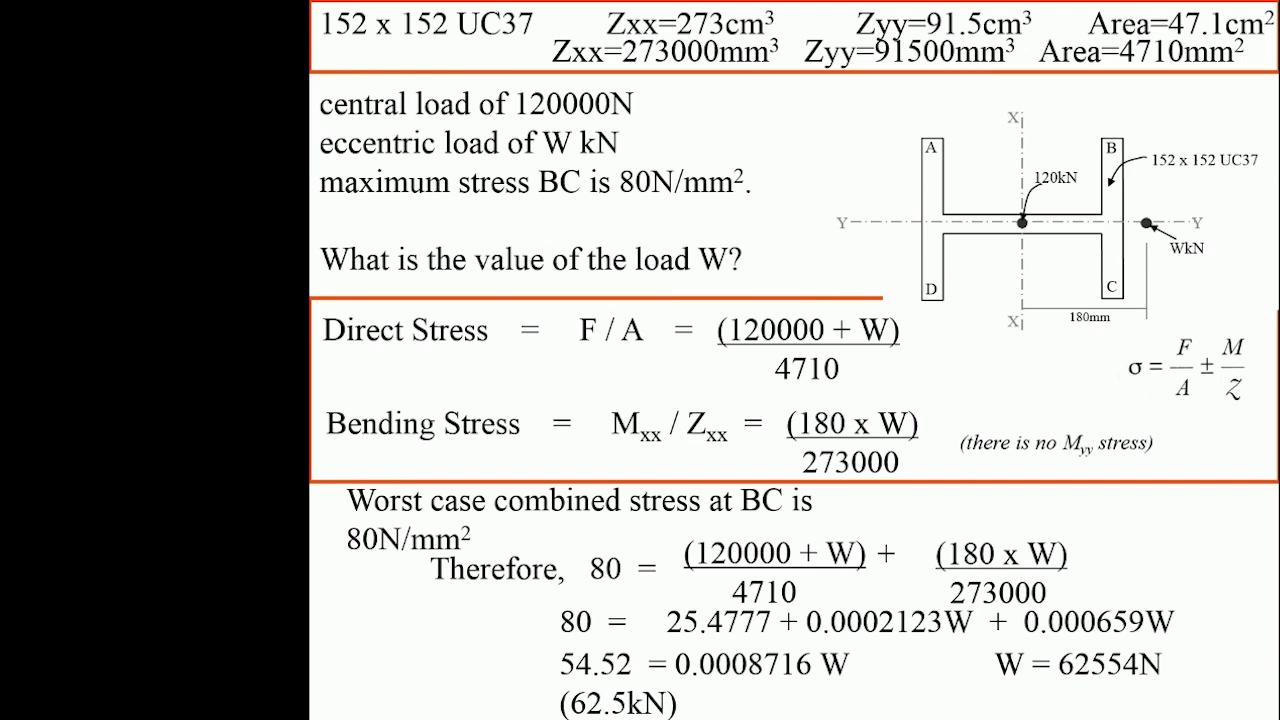 152 x 152 UC37 Zxx=273cm³ Zyy=91.5cm³ Area=47.1cm²
Zxx=273000mm³ Zyy=91500mm³ Area=4710mm²
central load of 120000N
eccentric load of W kN
maximum stress BC is 80N/mm².
What is the value of the load W?
X
A
B
152 x 152 UC37
120kN
Y
Y
WkN
D
C
X
180mm
Direct Stress = F / A = (120000 + W)
4710
σ = F/A ± M/Z
Bending Stress = Mxx / Zxx = (180 x W)
273000
(there is no Myy stress)
Worst case combined stress at BC is
80N/mm²
Therefore, 80 = (120000 + W) + (180 x W)
4710 273000
80 = 25.4777 + 0.0002123W + 0.000659W
54.52 = 0.0008716 W W = 62554N
(62.5kN)